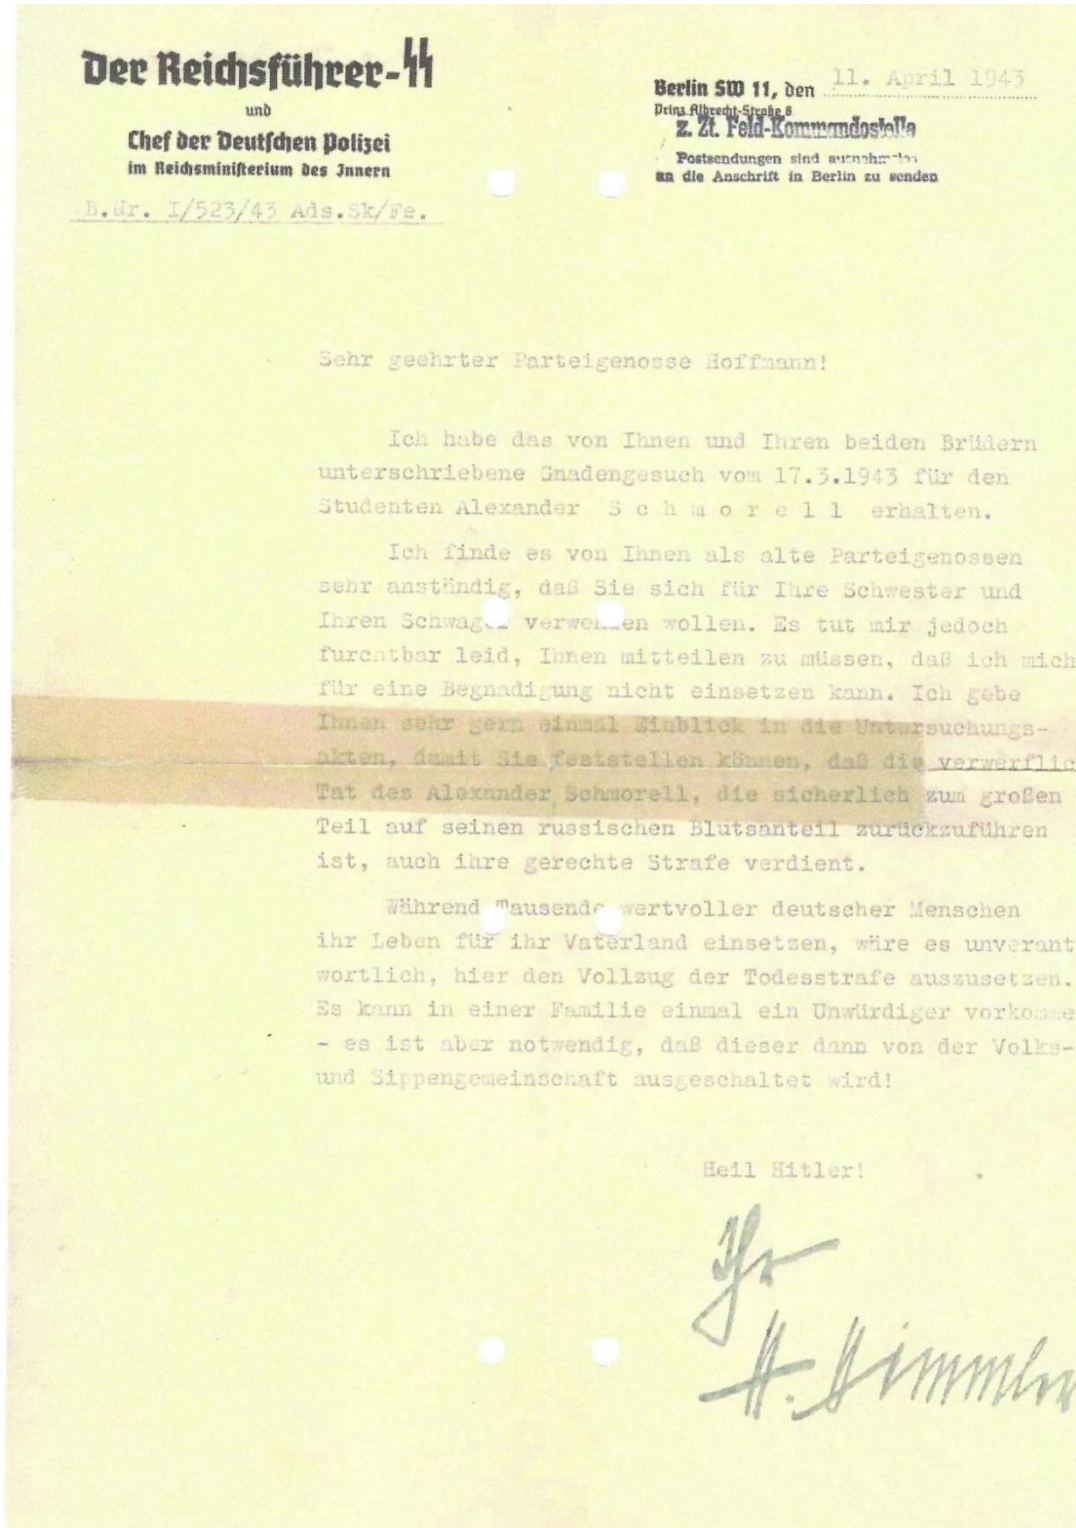 Der Reichsführer-SS
und
Chef der Deutschen Polizei
im Reichsministerium des Innern
B.Nr. I/523/43 Ads.Sk/Fe.
Berlin SW 11, den 11. April 1943
Prinz Albrecht-Straße 8
z. Zt. Feld-Kommandostelle
Postsendungen sind ausnahmslos
an die Anschrift in Berlin zu senden
Sehr geehrter Parteigenosse Hoffmann!
Ich habe das von Ihnen und Ihren beiden Brüdern
unterschriebene Gnadengesuch vom 17.3.1943 für den
Studenten Alexander S c h m o r e l l erhalten.
Ich finde es von Ihnen als alte Parteigenossen
sehr anständig, daß Sie sich für Ihre Schwester und
Ihren Schwager verwenden wollen. Es tut mir jedoch
furchtbar leid, Ihnen mitteilen zu müssen, daß ich mich
für eine Begnadigung nicht einsetzen kann. Ich gebe
Ihnen sehr gern einmal Einblick in die Untersuchungs-
akten, damit Sie feststellen können, daß die verwerflic
Tat des Alexander Schmorell, die sicherlich zum großen
Teil auf seinen russischen Blutsanteil zurückzuführen
ist, auch ihre gerechte Strafe verdient.
Während Tausende wertvoller deutscher Menschen
ihr Leben für ihr Vaterland einsetzen, wäre es unverant
wortlich, hier den Vollzug der Todesstrafe auszusetzen.
Es kann in einer Familie einmal ein Unwürdiger vorkomme
- es ist aber notwendig, daß dieser dann von der Volks-
und Sippengemeinschaft ausgeschaltet wird!
Heil Hitler!
Ihr
H. Himmler